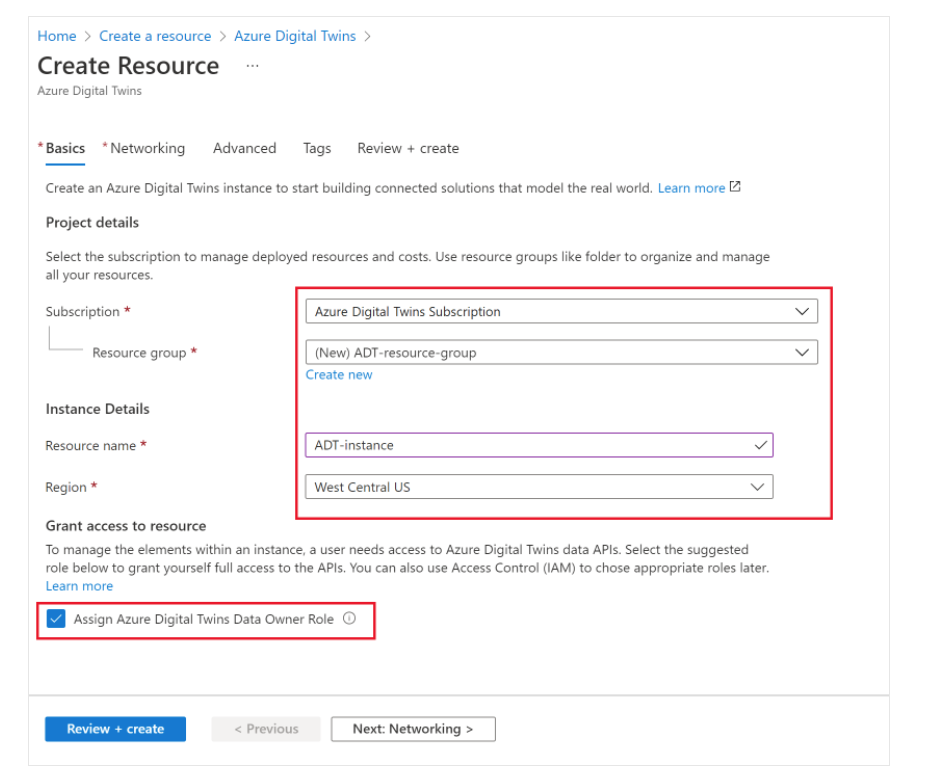 Home > Create a resource > Azure Digital Twins >
Create Resource ...
Azure Digital Twins
* Basics * Networking Advanced Tags Review + create
Create an Azure Digital Twins instance to start building connected solutions that model the real world. Learn more
Project details
Select the subscription to manage deployed resources and costs. Use resource groups like folder to organize and manage
all your resources.
Subscription * Azure Digital Twins Subscription
Resource group * (New) ADT-resource-group
Create new
Instance Details
Resource name * ADT-instance
Region * West Central US
Grant access to resource
To manage the elements within an instance, a user needs access to Azure Digital Twins data APIs. Select the suggested
role below to grant yourself full access to the APIs. You can also use Access Control (IAM) to chose appropriate roles later.
Learn more
Assign Azure Digital Twins Data Owner Role
Review + create < Previous Next: Networking >